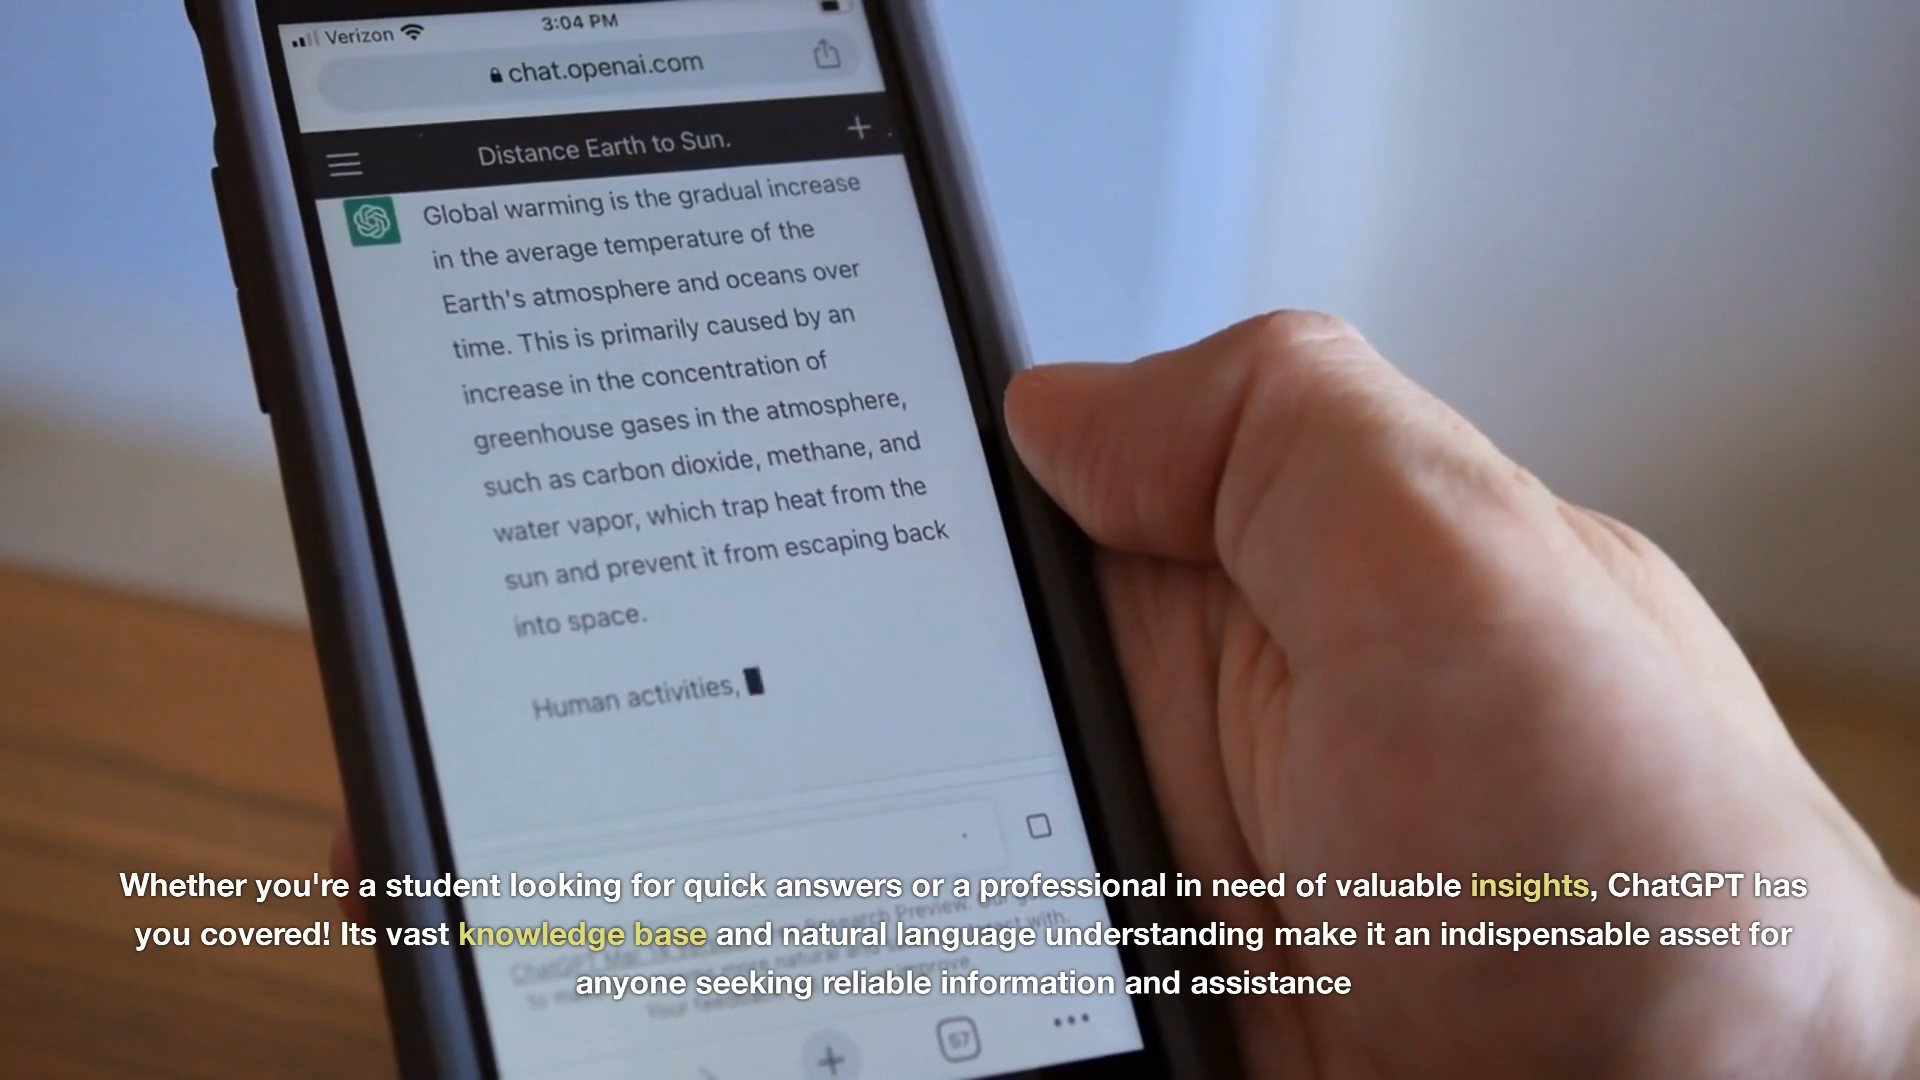 Verizon 3:04 PM
chat.openai.com
Distance Earth to Sun.
Global warming is the gradual increase
in the average temperature of the
Earth's atmosphere and oceans over
time. This is primarily caused by an
increase in the concentration of
greenhouse gases in the atmosphere,
such as carbon dioxide, methane, and
water vapor, which trap heat from the
sun and prevent it from escaping back
into space.
Human activities,
Whether you're a student looking for quick answers or a professional in need of valuable insights, ChatGPT has
you covered! Its vast knowledge base and natural language understanding make it an indispensable asset for
anyone seeking reliable information and assistance
57